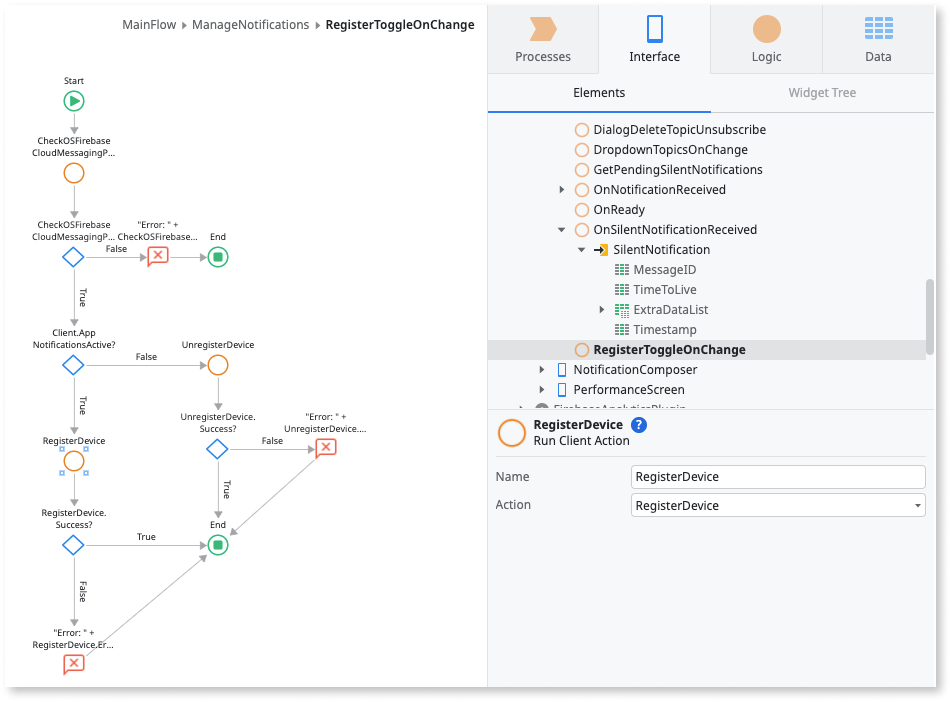 MainFlow ManageNotifications RegisterToggleOnChange
Start
CheckOSFirebase
CloudMessagingP...
CheckOSFirebase
CloudMessagingP...
False
"Error: " +
CheckOSFirebase...
End
True
Client.App
NotificationsActive?
False
UnregisterDevice
True
UnregisterDevice.
Success?
False
"Error: " +
UnregisterDevice....
RegisterDevice
True
RegisterDevice.
Success?
True
End
False
"Error: " +
RegisterDevice.Er...
Processes
Interface
Logic
Data
Elements
Widget Tree
DialogDeleteTopicUnsubscribe
DropdownTopicsOnChange
GetPendingSilentNotifications
OnNotificationReceived
OnReady
OnSilentNotificationReceived
SilentNotification
MessageID
TimeToLive
ExtraDataList
Timestamp
RegisterToggleOnChange
NotificationComposer
PerformanceScreen
FirebaseAnalyticsPlugin
RegisterDevice ?
Run Client Action
Name RegisterDevice
Action RegisterDevice